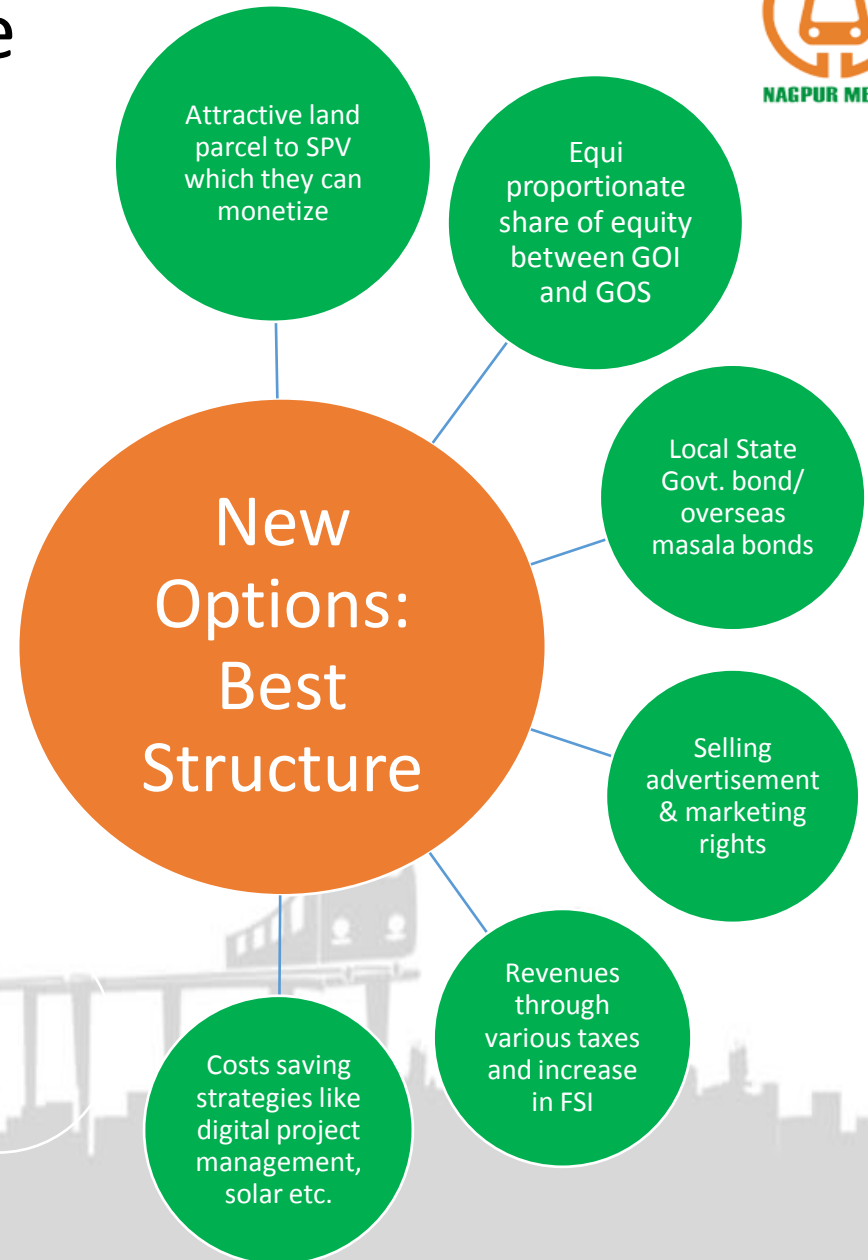 e
NAGPUR ME
Attractive land
parcel to SPV
which they can
monetize
Equi
proportionate
share of equity
between GOI
and GOS
Local State
Govt. bond/
overseas
masala bonds
New
Options:
Best
Structure
Selling
advertisement
& marketing
rights
Revenues
through
various taxes
and increase
in FSI
Costs saving
strategies like
digital project
management,
solar etc.